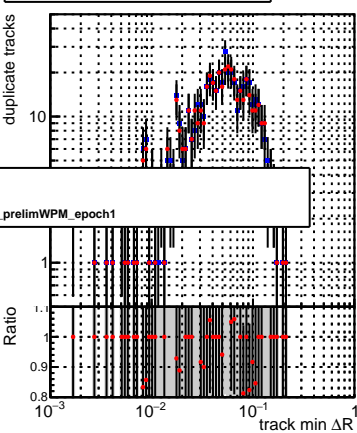 duplicate tracks
10
_prelimWPM_epoch1
1
Ratio
1.1
1
0.9
0.8
10−3 10−2 10−1 1
track min ΔR